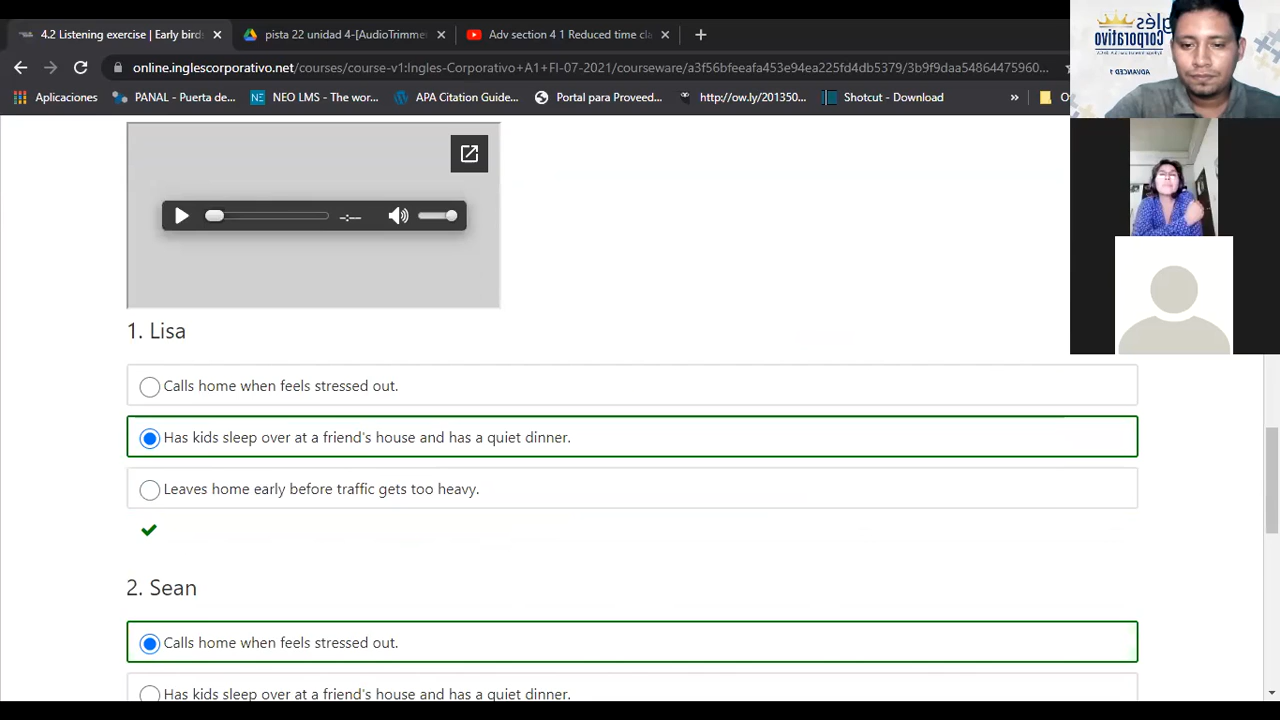 4.2 Listening exercise | Early bird
pista 22 unidad 4-[AudioTrimme
Adv section 4 1 Reduced time cla
online.inglescorporativo.net/courses/course-v1:Ingles-Corporativo+A1+FI-07-2021/courseware/a3f56bfeeafa453e94ea225fd4db5379/3b9f9daa54864475960...
Aplicaciones
PANAL - Puerta de...
NEO LMS - The wor...
APA Citation Guide...
Portal para Proveed...
http://ow.ly/201350...
Shotcut - Download
»
Inglés
Corporativo
ADVANCED 1
-:--
1. Lisa
Calls home when feels stressed out.
Has kids sleep over at a friend's house and has a quiet dinner.
Leaves home early before traffic gets too heavy.
2. Sean
Calls home when feels stressed out.
Has kids sleep over at a friend's house and has a quiet dinner.